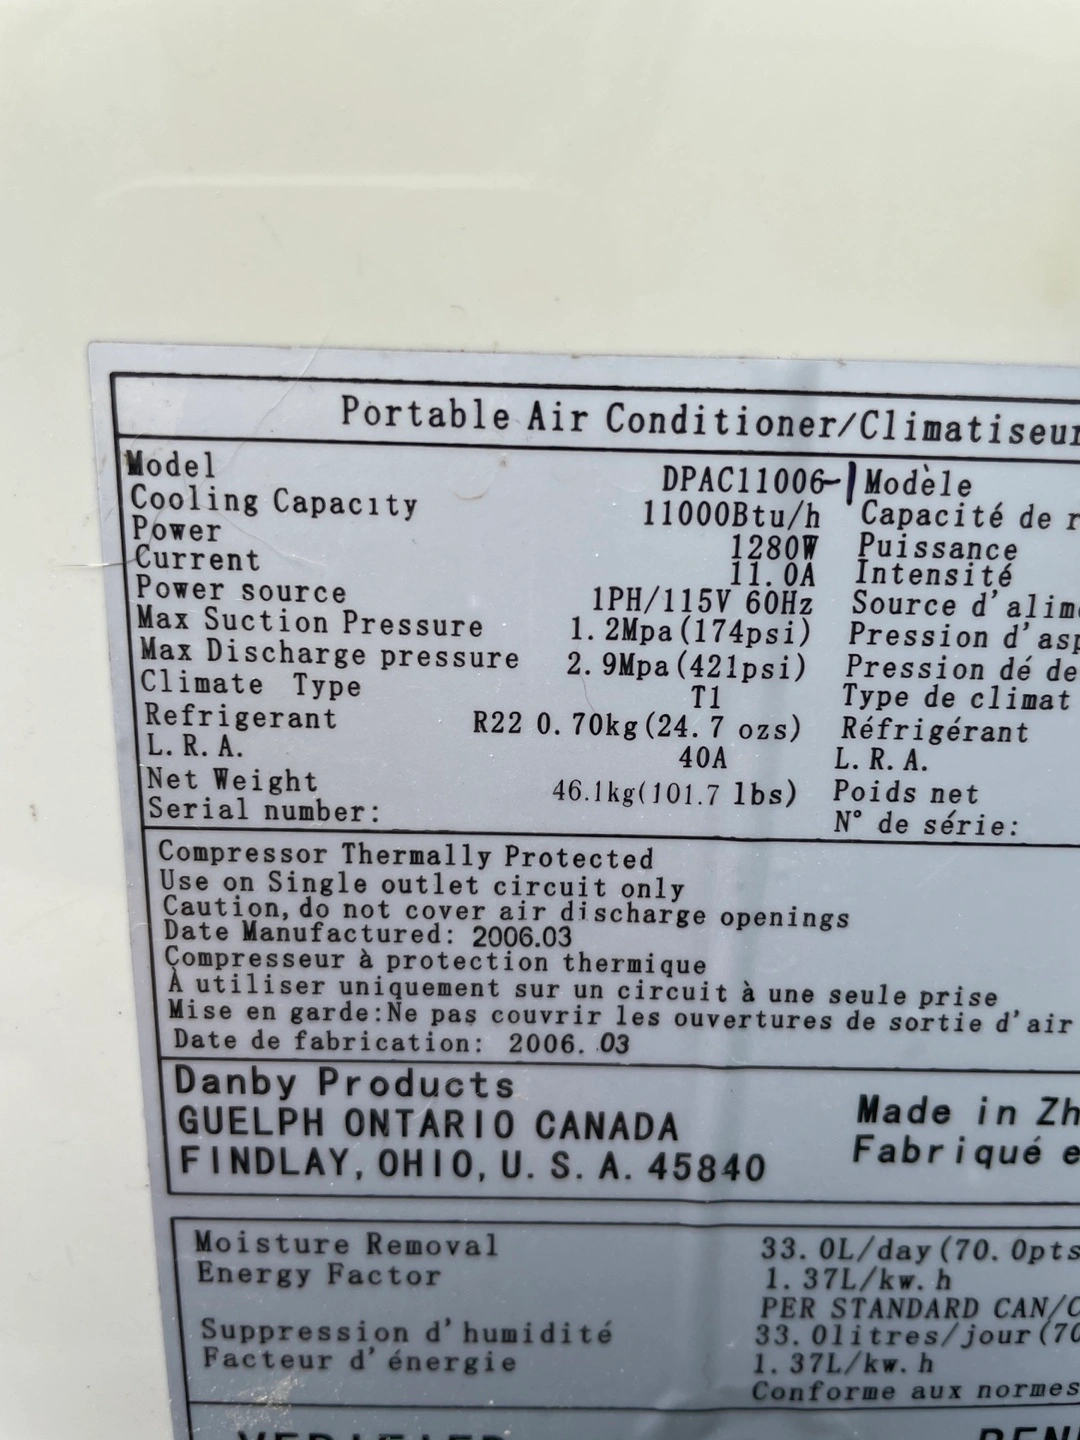 Portable Air Conditioner/Climatiseur
Model DPAC11006-1 Modèle
Cooling Capacity 11000Btu/h Capacité de r
Power 1280W Puissance
Current 11.0A Intensité
Power source 1PH/115V 60Hz Source d'alime
Max Suction Pressure 1.2Mpa(174psi) Pression d'asp
Max Discharge pressure 2.9Mpa(421psi) Pression dé de
Climate Type T1 Type de climat
Refrigerant R22 0.70kg(24.7 ozs) Réfrigérant
L.R.A. 40A L.R.A.
Net Weight 46.1kg(101.7 lbs) Poids net
Serial number: N° de série:
Compressor Thermally Protected
Use on Single outlet circuit only
Caution, do not cover air discharge openings
Date Manufactured: 2006.03
Compresseur à protection thermique
À utiliser uniquement sur un circuit à une seule prise
Mise en garde:Ne pas couvrir les ouvertures de sortie d'air
Date de fabrication: 2006. 03
Danby Products
GUELPH ONTARIO CANADA Made in Zh
FINDLAY, OHIO, U. S. A. 45840 Fabriqué e
Moisture Removal 33.0L/day(70.0pts
Energy Factor 1.37L/kw.h
PER STANDARD CAN/C
Suppression d'humidité 33.0litres/jour(70
Facteur d'énergie 1.37L/kw.h
Conforme aux normes